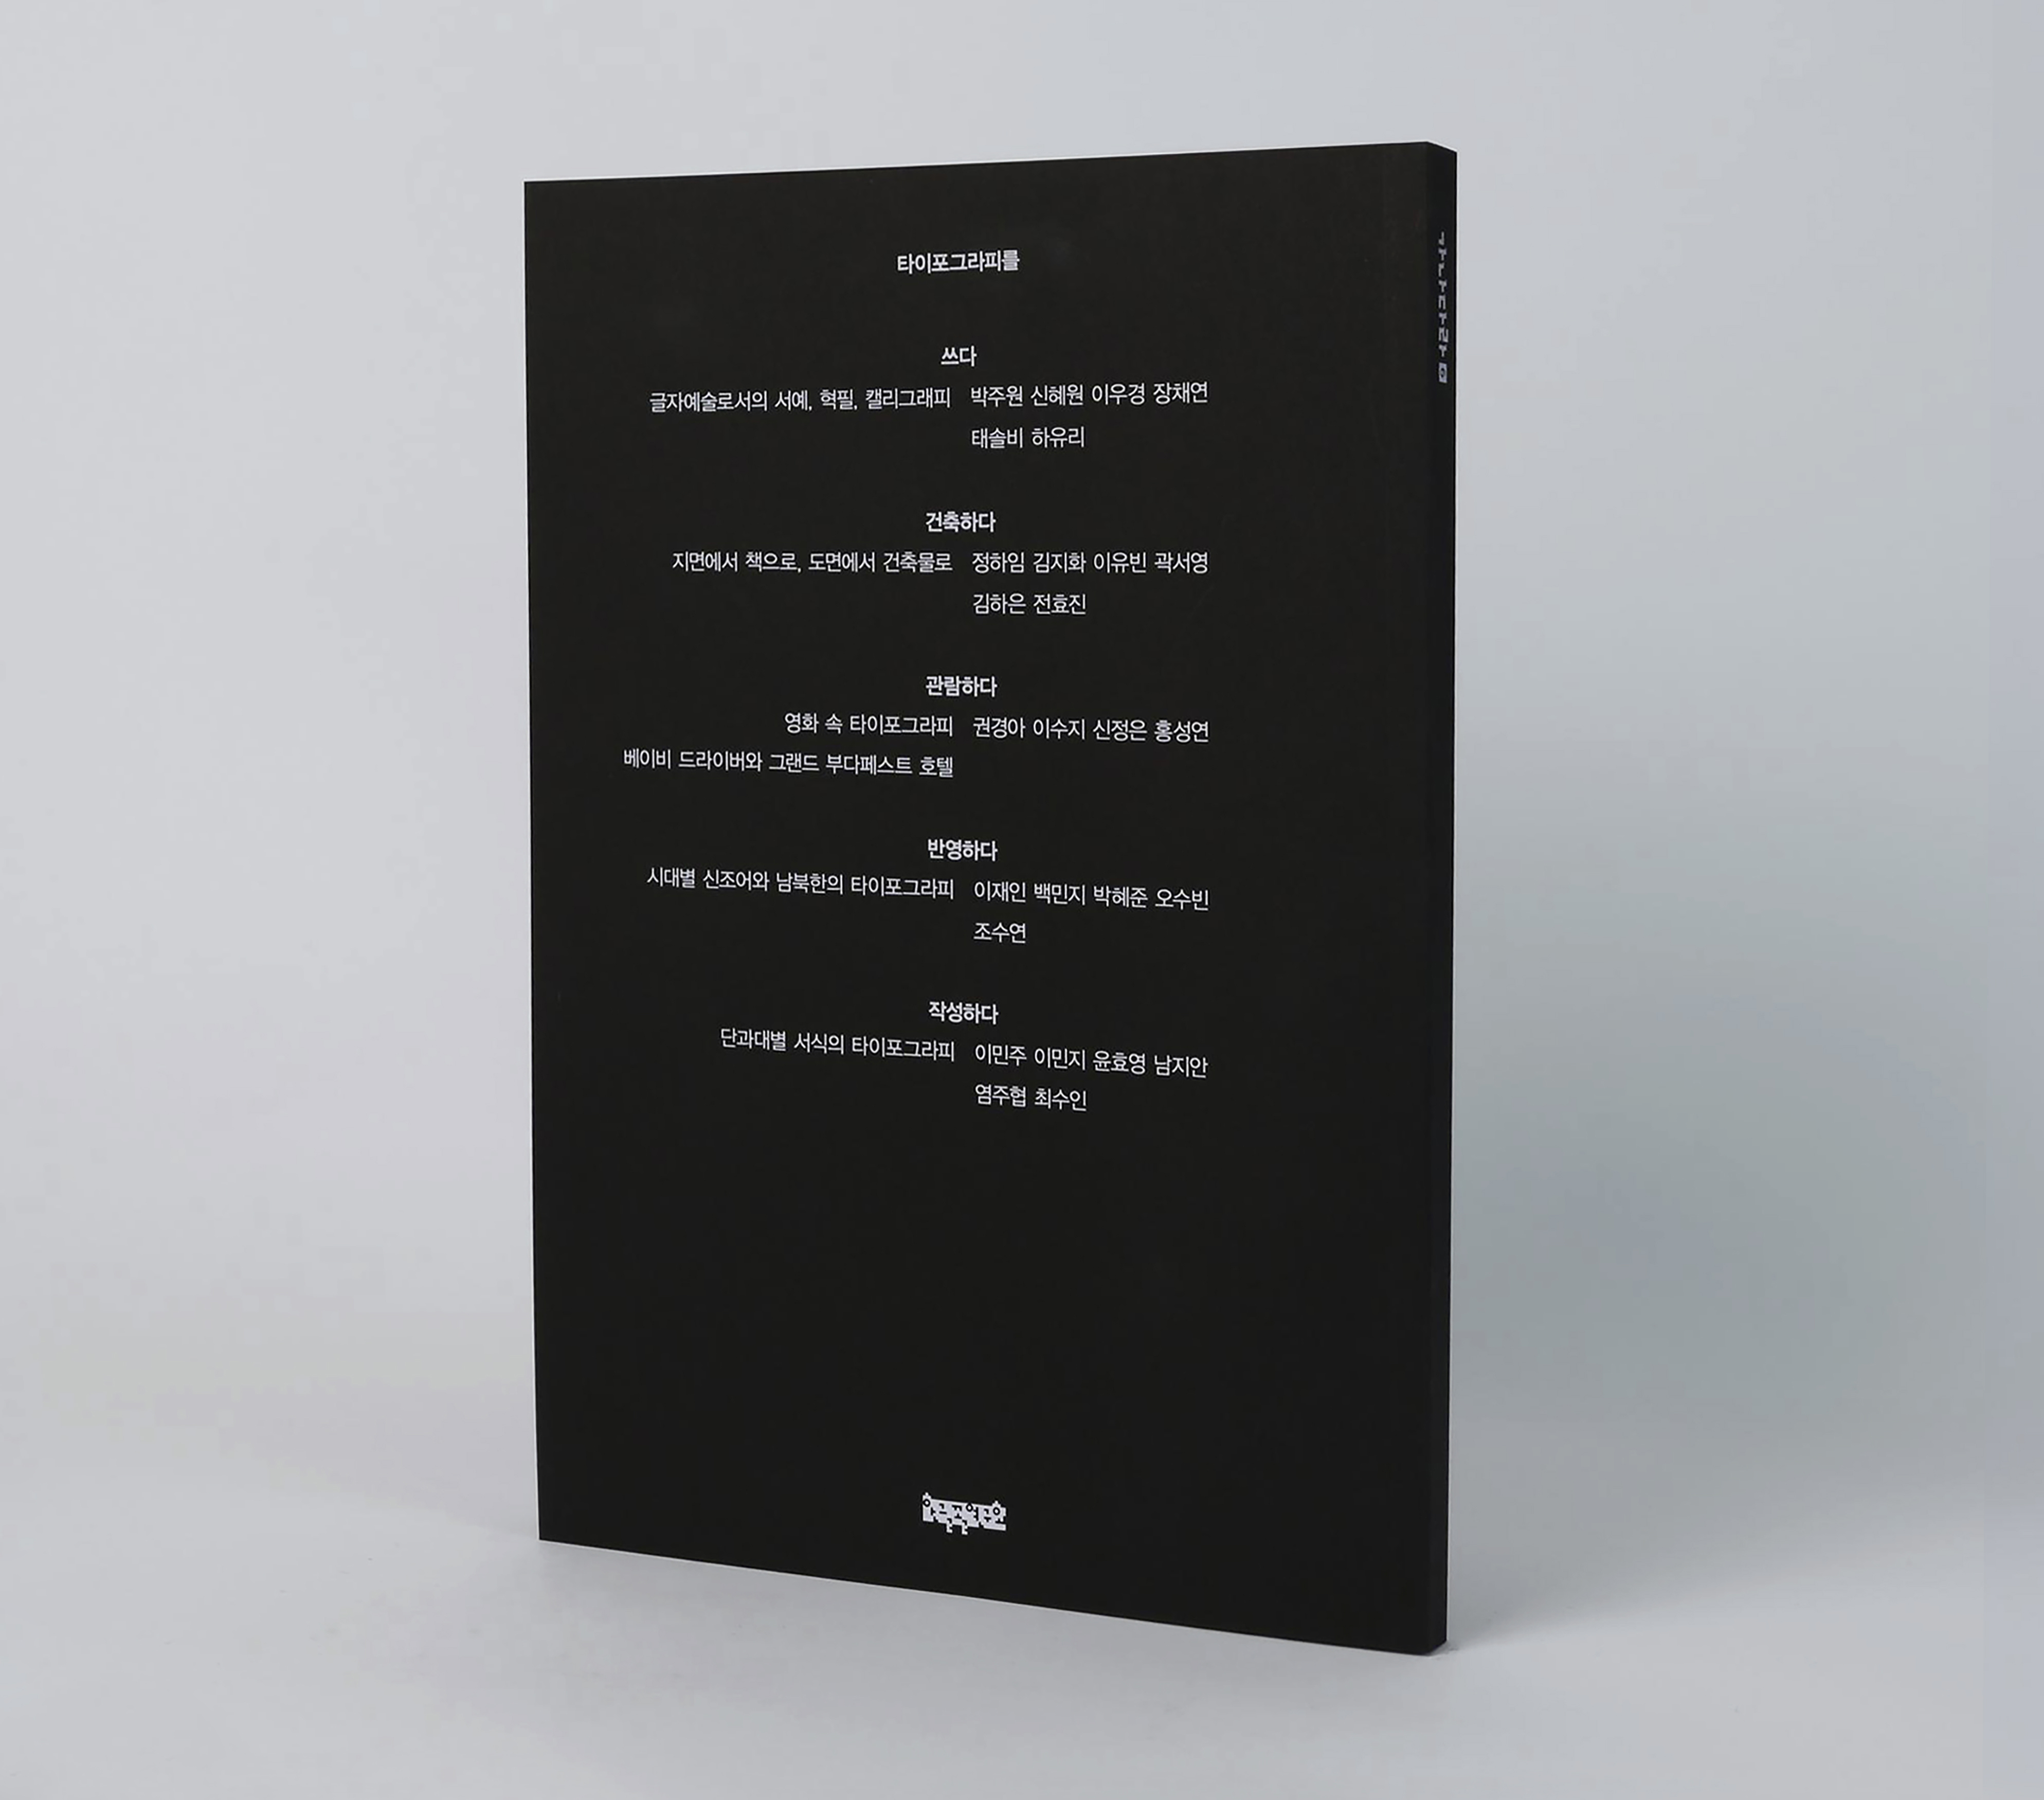 타이포그라피를
쓰다
글자예술로서의 서예, 혁필, 캘리그래피 박주원 신혜원 이우경 장채연
태솔비 하유리
건축하다
지면에서 책으로, 도면에서 건축물로 정하임 김지화 이유빈 곽서영
김하은 전효진
관람하다
영화 속 타이포그라피 권경아 이수지 신정은 홍성연
베이비 드라이버와 그랜드 부다페스트 호텔
반영하다
시대별 신조어와 남북한의 타이포그라피 이재인 백민지 박혜준 오수빈
조수연
작성하다
단과대별 서식의 타이포그라피 이민주 이민지 윤효영 남지안
염주협 최수인
가나다라